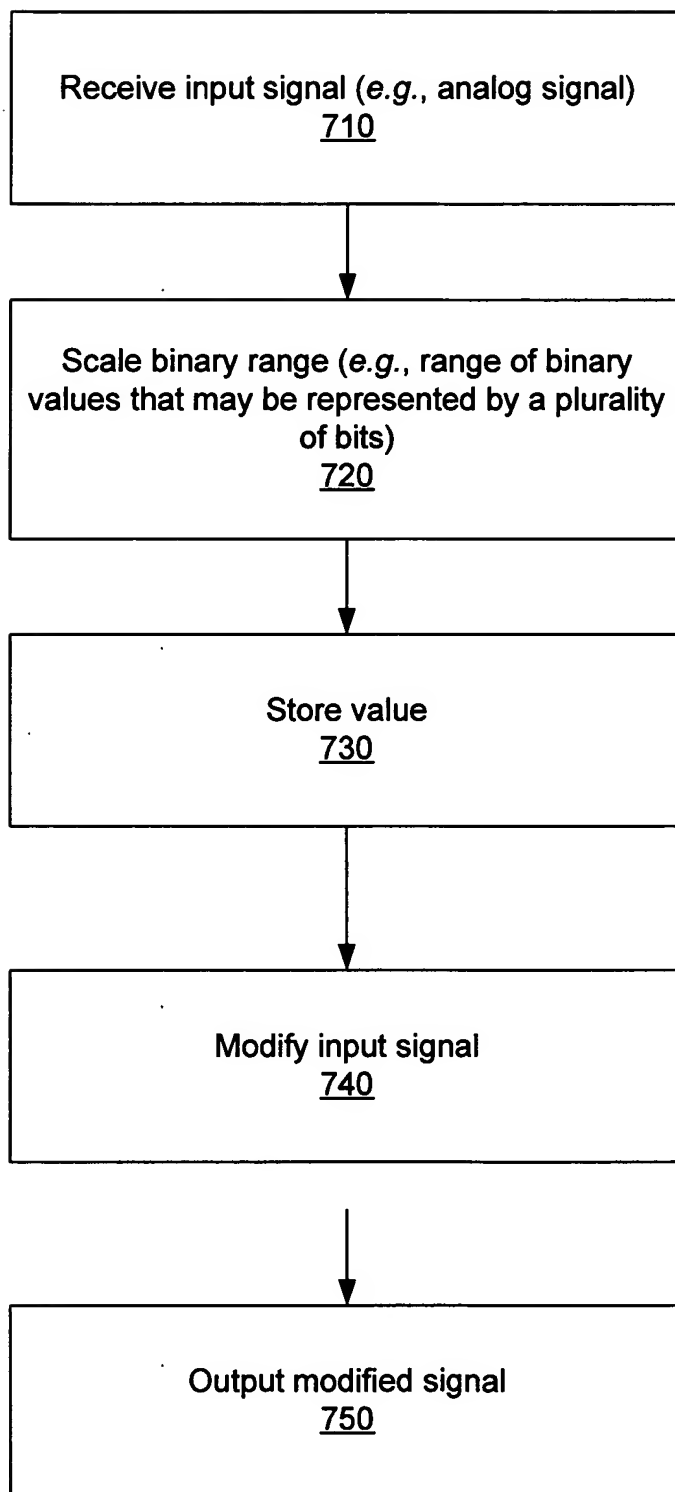 Receive input signal (e.g., analog signal)
710
Scale binary range (e.g., range of binary
values that may be represented by a plurality
of bits)
720
Store value
730
Modify input signal
740
Output modified signal
750